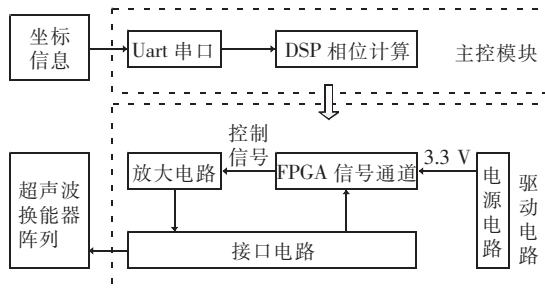 坐标
信息
Uart 串口
DSP 相位计算
主控模块
控制
信号
3.3 V
超声波
换能器
阵列
放大电路
FPGA 信号通道
电源电路
驱动电路
接口电路